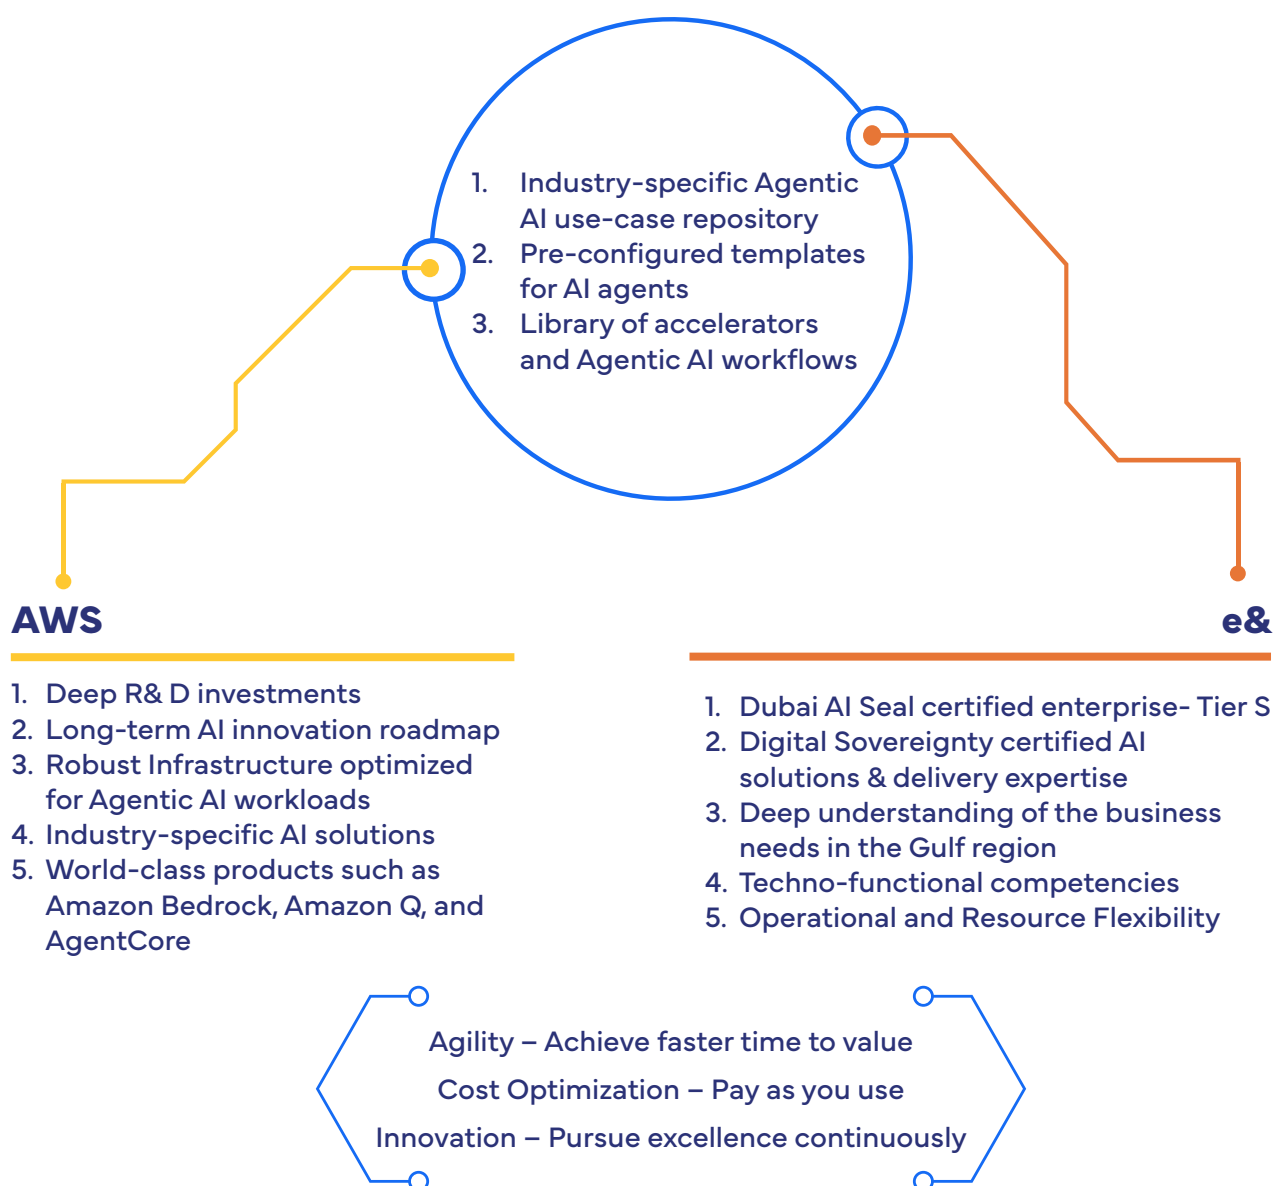 1. Industry-specific Agentic
AI use-case repository
2. Pre-configured templates
for AI agents
3. Library of accelerators
and Agentic AI workflows
AWS
1. Deep R& D investments
2. Long-term AI innovation roadmap
3. Robust Infrastructure optimized
for Agentic AI workloads
4. Industry-specific AI solutions
5. World-class products such as
Amazon Bedrock, Amazon Q, and
AgentCore
e&
1. Dubai AI Seal certified enterprise- Tier S
2. Digital Sovereignty certified AI
solutions & delivery expertise
3. Deep understanding of the business
needs in the Gulf region
4. Techno-functional competencies
5. Operational and Resource Flexibility
Agility – Achieve faster time to value
Cost Optimization – Pay as you use
Innovation – Pursue excellence continuously